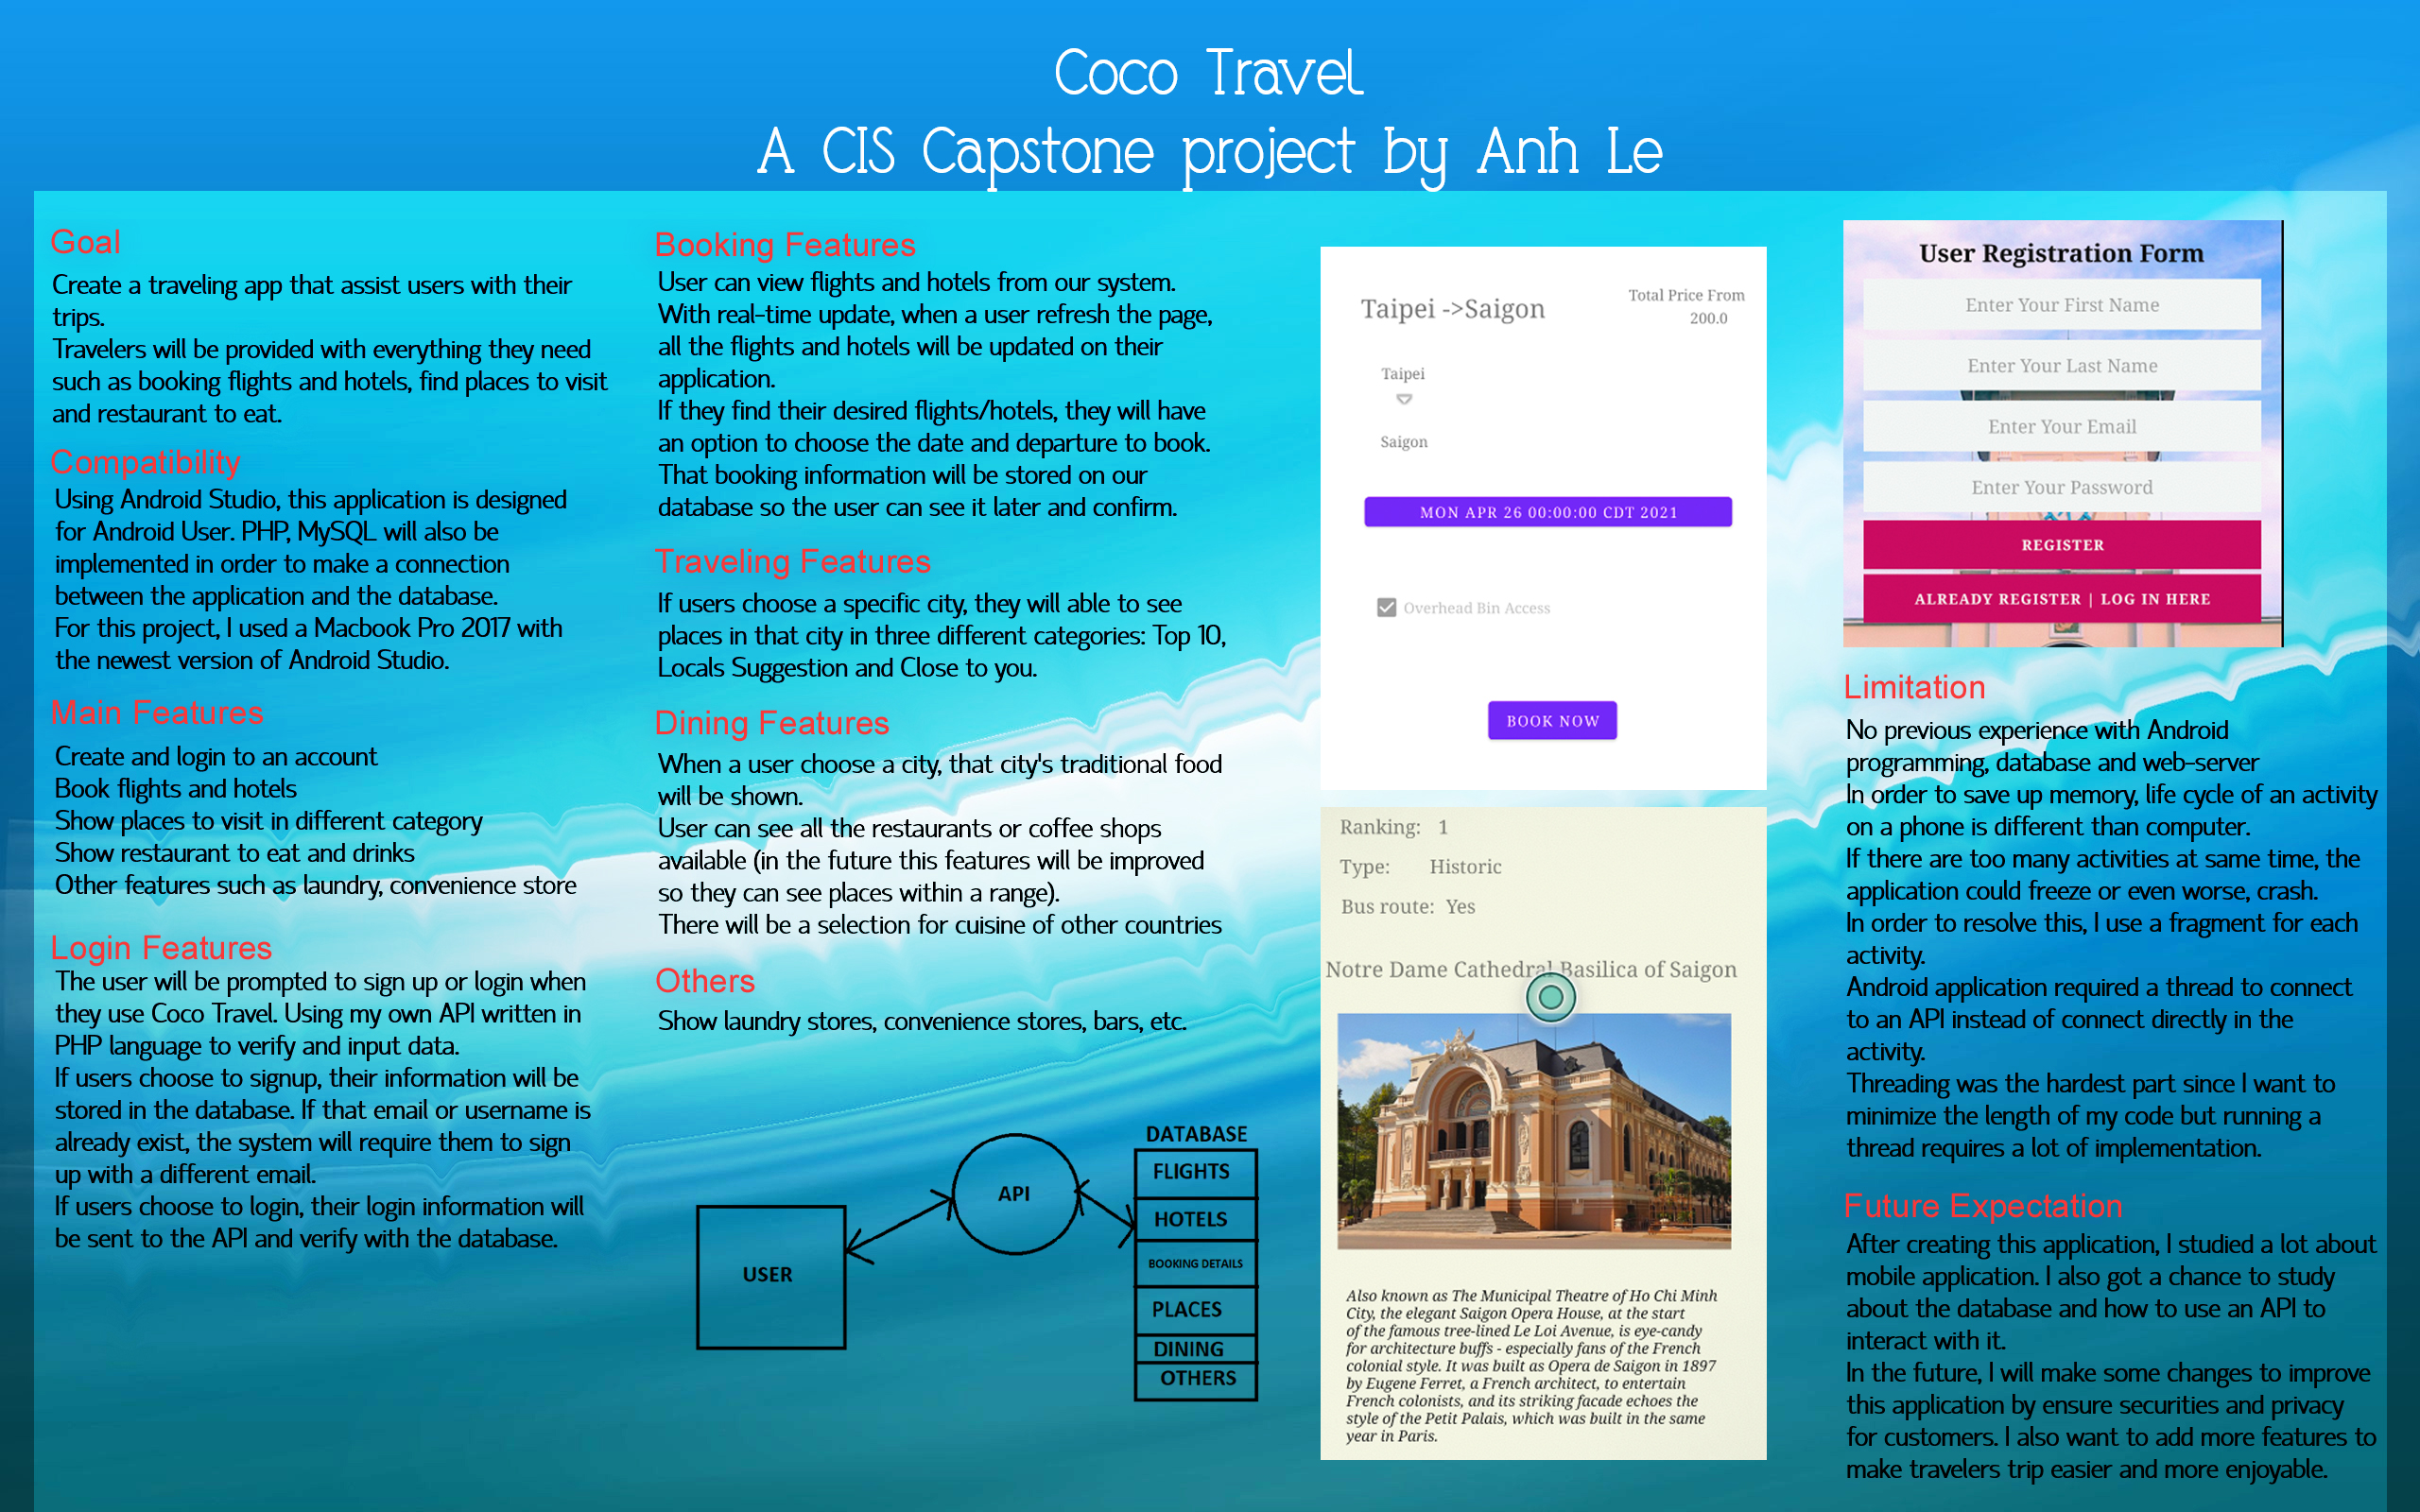 Coco Travel
A CIS Capstone project by Anh Le
Goal
Create a traveling app that assist users with their
trips.
Travelers will be provided with everything they need
such as booking flights and hotels, find places to visit
and restaurant to eat.
Compatibility
Using Android Studio, this application is designed
for Android User. PHP, MySQL will also be
implemented in order to make a connection
between the application and the database.
For this project, I used a Macbook Pro 2017 with
the newest version of Android Studio.
Main Features
Create and login to an account
Book flights and hotels
Show places to visit in different category
Show restaurant to eat and drinks
Other features such as laundry, convenience store
Login Features
The user will be prompted to sign up or login when
they use Coco Travel. Using my own API written in
PHP language to verify and input data.
If users choose to signup, their information will be
stored in the database. If that email or username is
already exist, the system will require them to sign
up with a different email.
If users choose to login, their login information will
be sent to the API and verify with the database.
Booking Features
User can view flights and hotels from our system.
With real-time update, when a user refresh the page,
all the flights and hotels will be updated on their
application.
If they find their desired flights/hotels, they will have
an option to choose the date and departure to book.
That booking information will be stored on our
database so the user can see it later and confirm.
Traveling Features
If users choose a specific city, they will able to see
places in that city in three different categories: Top 10,
Locals Suggestion and Close to you.
Dining Features
When a user choose a city, that city's traditional food
will be shown.
User can see all the restaurants or coffee shops
available (in the future this features will be improved
so they can see places within a range).
There will be a selection for cuisine of other countries
Others
Show laundry stores, convenience stores, bars, etc.
USER
API
DATABASE
FLIGHTS
HOTELS
BOOKING DETAILS
PLACES
DINING
OTHERS
Taipei ->Saigon
Total Price From
200.0
Taipei
Saigon
MON APR 26 00:00:00 CDT 2021
Overhead Bin Access
BOOK NOW
Ranking: 1
Type: Historic
Bus route: Yes
Notre Dame Cathedral Basilica of Saigon
Also known as The Municipal Theatre of Ho Chi Minh
City, the elegant Saigon Opera House, at the start
of the famous tree-lined Le Loi Avenue, is eye-candy
for architecture buffs - especially fans of the French
colonial style. It was built as Opera de Saigon in 1897
by Eugene Ferret, a French architect, to entertain
French colonists, and its striking facade echoes the
style of the Petit Palais, which was built in the same
year in Paris.
User Registration Form
Enter Your First Name
Enter Your Last Name
Enter Your Email
Enter Your Password
REGISTER
ALREADY REGISTER | LOG IN HERE
Limitation
No previous experience with Android
programming, database and web-server
In order to save up memory, life cycle of an activity
on a phone is different than computer.
If there are too many activities at same time, the
application could freeze or even worse, crash.
In order to resolve this, I use a fragment for each
activity.
Android application required a thread to connect
to an API instead of connect directly in the
activity.
Threading was the hardest part since I want to
minimize the length of my code but running a
thread requires a lot of implementation.
Future Expectation
After creating this application, I studied a lot about
mobile application. I also got a chance to study
about the database and how to use an API to
interact with it.
In the future, I will make some changes to improve
this application by ensure securities and privacy
for customers. I also want to add more features to
make travelers trip easier and more enjoyable.